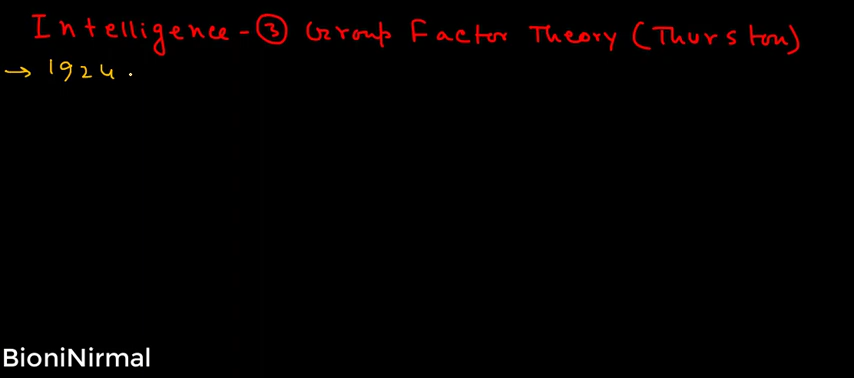 Intelligence - ③ Group Factor Theory (Thurston)
→ 1924.
BioniNirmal